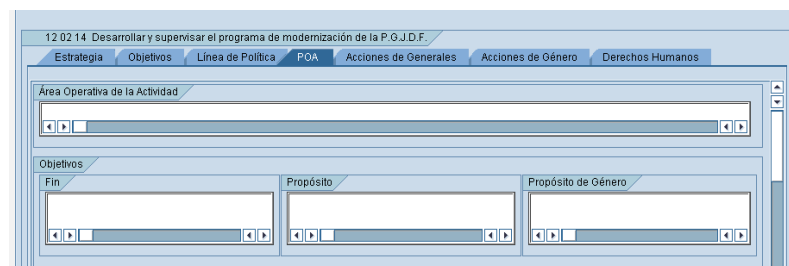 12 02 14 Desarrollar y supervisar el programa de modernización de la P.G.J.D.F.
Estrategia Objetivos Línea de Política POA Acciones de Generales Acciones de Género Derechos Humanos
Área Operativa de la Actividad
Objetivos
Fin Propósito Propósito de Género